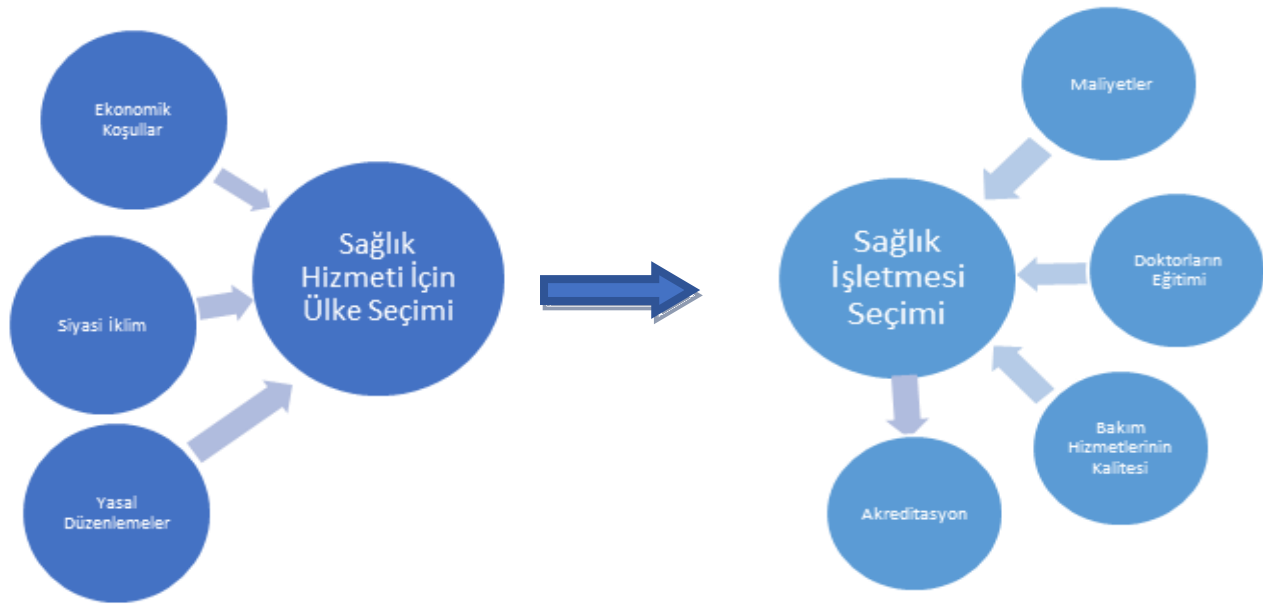 Ekonomik
Koşullar
Siyasi İklim
Yasal
Düzenlemeler
Sağlık
Hizmeti İçin
Ülke Seçimi
Sağlık
İşletmesi
Seçimi
Maliyetler
Doktorların
Eğitimi
Bakım
Hizmetlerinin
Kalitesi
Akreditasyon